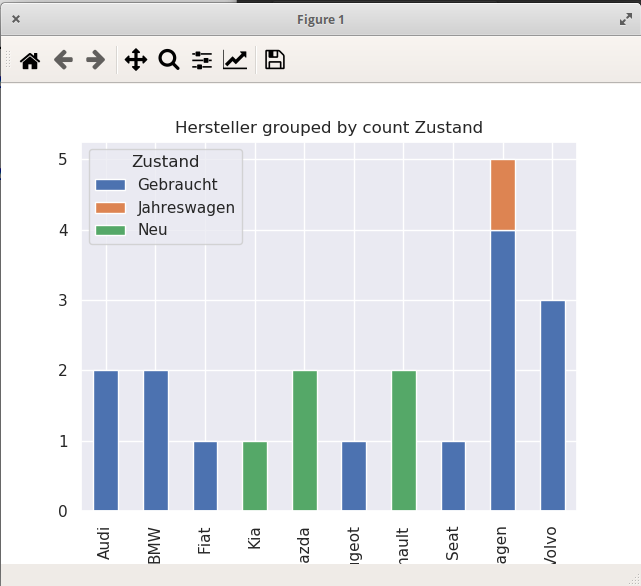 Figure 1
Hersteller grouped by count Zustand
Zustand
Gebraucht
Jahreswagen
Neu
5
4
3
2
1
0
Audi
BMW
Fiat
Kia
azda
geot
nault
Seat
agen
Volvo